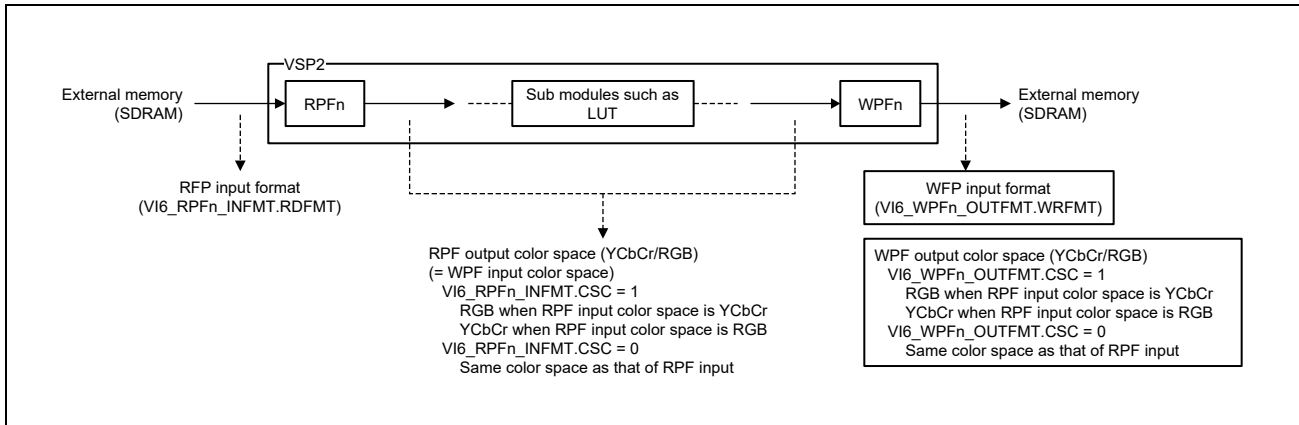 VSP2
External memory
(SDRAM)
RPFn
Sub modules such as
LUT
WPFn
External memory
(SDRAM)
RFP input format
(VI6_RPFn_INFMT.RDFMT)
WFP input format
(VI6_WPFn_OUTFMT.WRFMT)
RPF output color space (YCbCr/RGB)
(= WPF input color space)
VI6_RPFn_INFMT.CSC = 1
RGB when RPF input color space is YCbCr
YCbCr when RPF input color space is RGB
VI6_RPFn_INFMT.CSC = 0
Same color space as that of RPF input
WPF output color space (YCbCr/RGB)
VI6_WPFn_OUTFMT.CSC = 1
RGB when RPF input color space is YCbCr
YCbCr when RPF input color space is RGB
VI6_WPFn_OUTFMT.CSC = 0
Same color space as that of RPF input